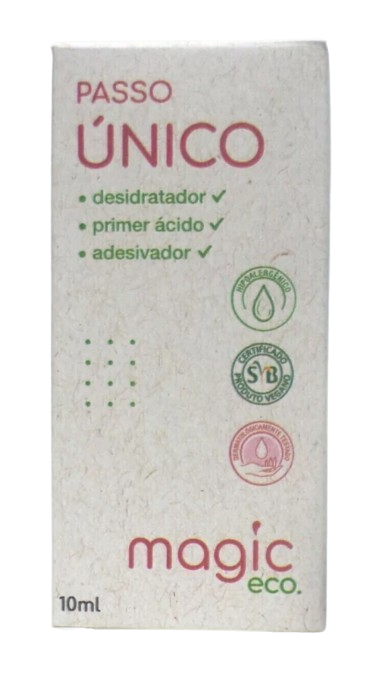 PASSO
ÚNICO
• desidratador ✓
• primer ácido ✓
• adesivador ✓
HIPOALERGÊNICO
CERTIFICADO
SVB
PRODUTO VEGANO
DERMATOLOGICAMENTE TESTADO
magic
eco.
10ml